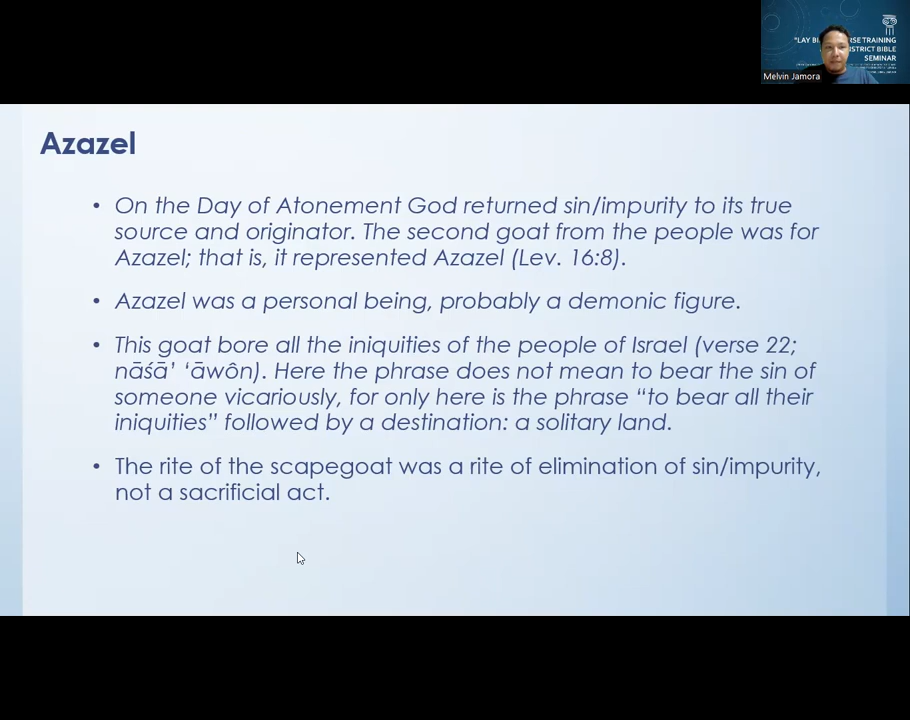 "LAY BI RSE TRAINING
ISTRICT BIBLE
SEMINAR
Melvin Jamora
Azazel
• On the Day of Atonement God returned sin/impurity to its true
source and originator. The second goat from the people was for
Azazel; that is, it represented Azazel (Lev. 16:8).
• Azazel was a personal being, probably a demonic figure.
• This goat bore all the iniquities of the people of Israel (verse 22;
nāśā’ ‘āwôn). Here the phrase does not mean to bear the sin of
someone vicariously, for only here is the phrase “to bear all their
iniquities” followed by a destination: a solitary land.
• The rite of the scapegoat was a rite of elimination of sin/impurity,
not a sacrificial act.